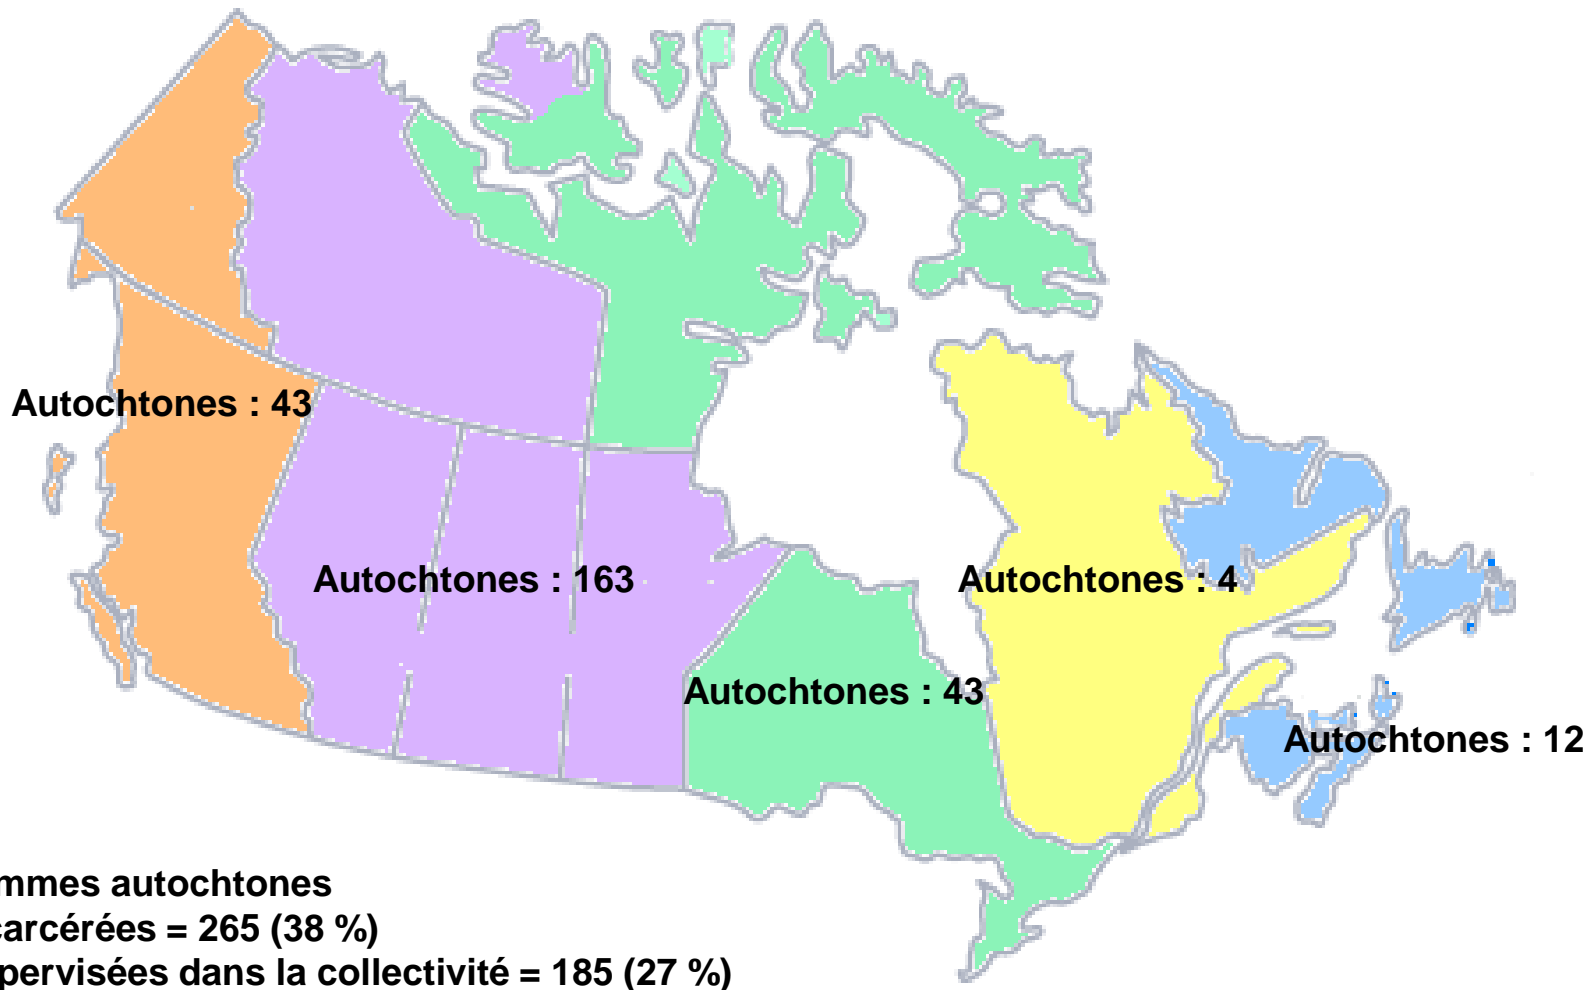 Autochtones : 43
Autochtones : 163
Autochtones : 4
Autochtones : 43
Autochtones : 12
mmes autochtones
carcérées = 265 (38 %)
pervisées dans la collectivité = 185 (27 %)